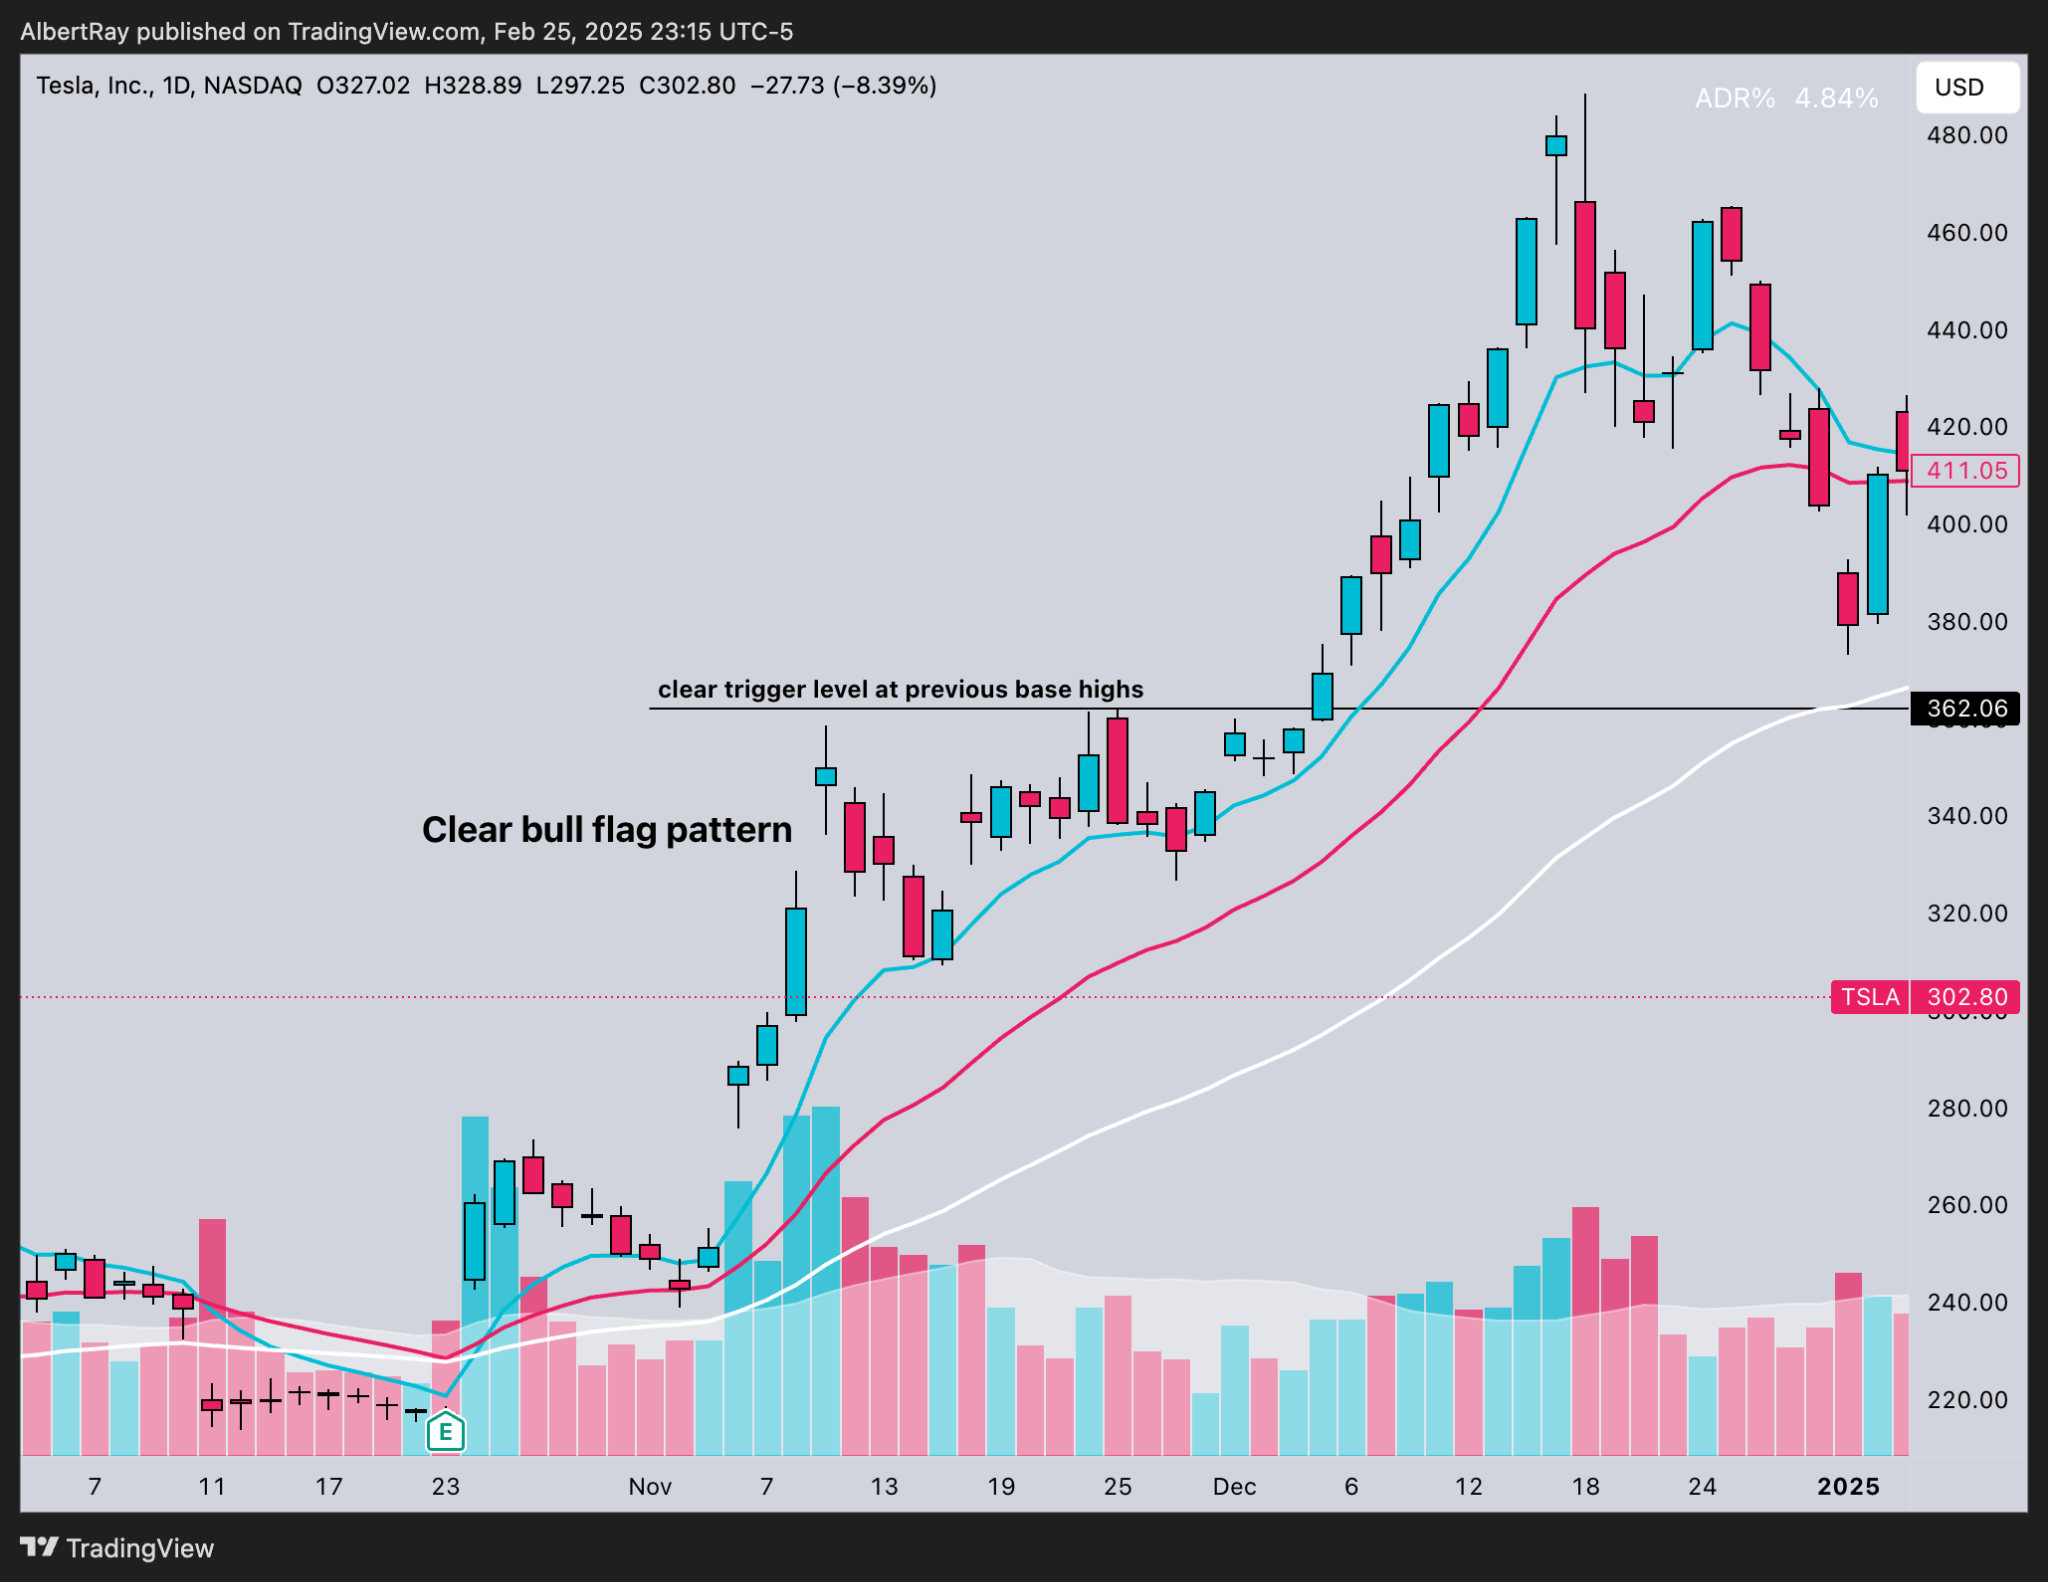 AlbertRay published on TradingView.com, Feb 25, 2025 23:15 UTC-5
Tesla, Inc., 1D, NASDAQ O327.02 H328.89 L297.25 C302.80 −27.73 (−8.39%)
ADR% 4.84%
USD
480.00
460.00
440.00
420.00
411.05
400.00
380.00
clear trigger level at previous base highs
362.06
340.00
Clear bull flag pattern
320.00
TSLA 302.80
300.00
280.00
260.00
240.00
220.00
E
7 11 17 23 Nov 7 13 19 25 Dec 6 12 18 24 2025
TradingView